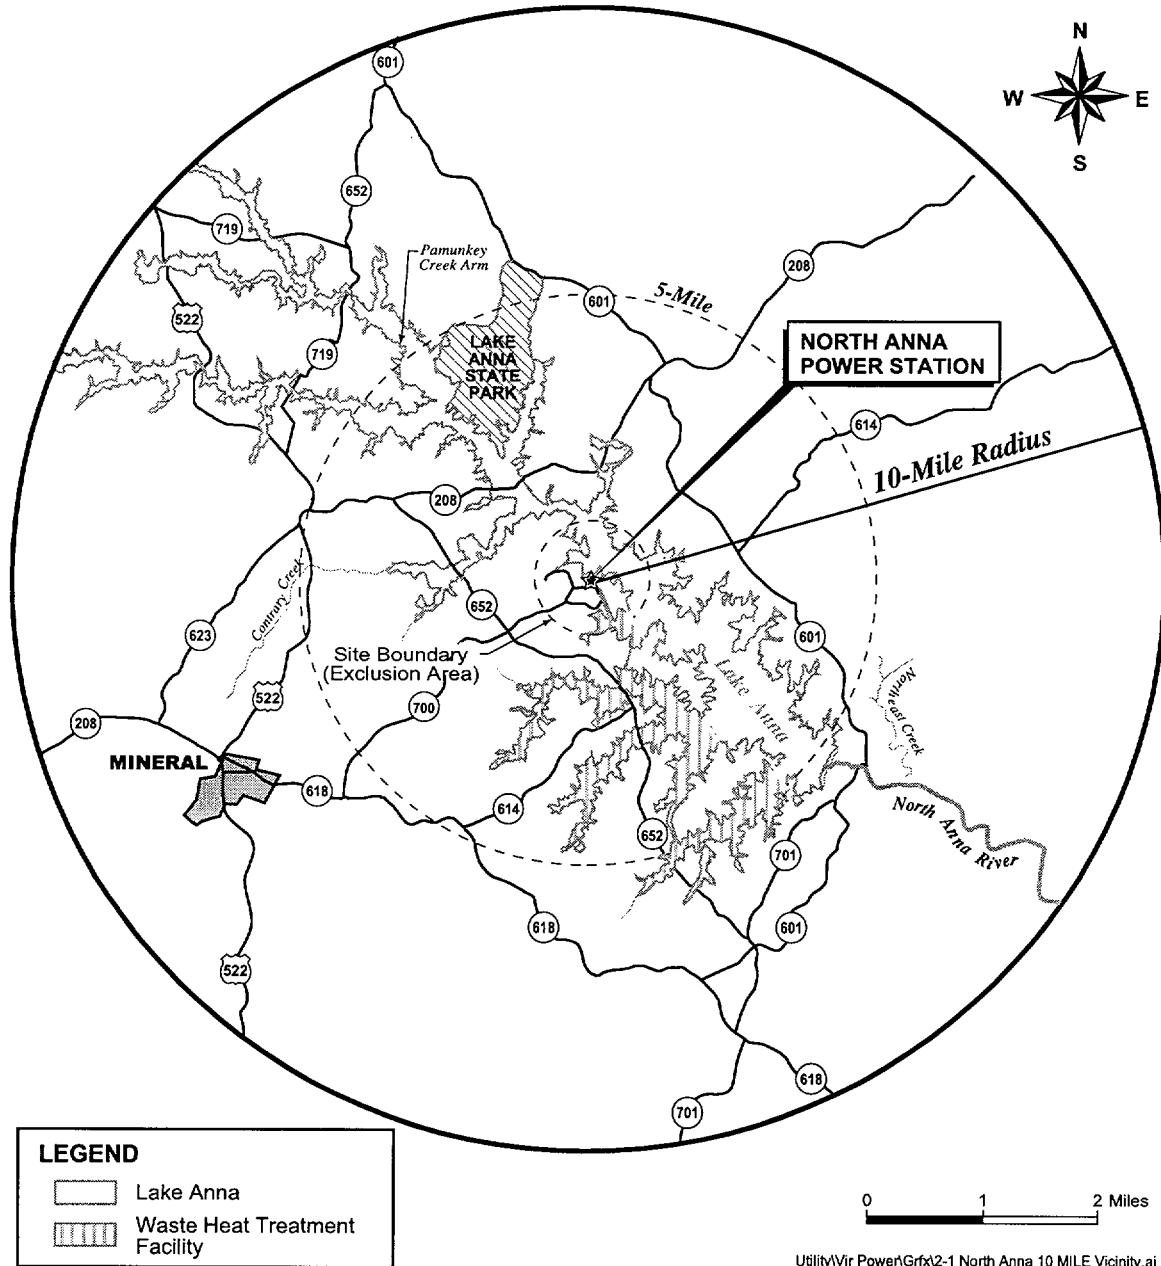 N
W E
S
601
652
719
Pamunkey
Creek Arm
208
5-Mile
601
522
NORTH ANNA
POWER STATION
LAKE
ANNA
STATE
PARK
719
614
10-Mile Radius
208
Contrary Creek
652
623
601
Site Boundary
(Exclusion Area)
Lake Anna
Northeast Creek
522
700
208
MINERAL
618
614
652
North Anna River
701
618
601
522
618
701
LEGEND
Lake Anna
Waste Heat Treatment
Facility
0 1 2 Miles
Utility\Vir Power\Grfx\2-1 North Anna 10 MILE Vicinity.ai